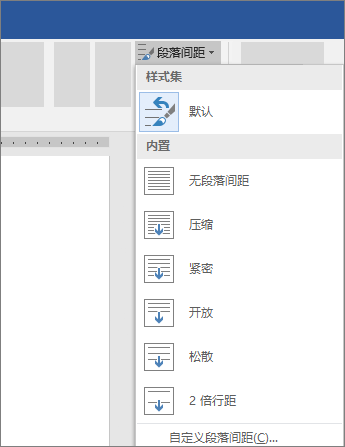 段落间距
样式集
默认
内置
无段落间距
压缩
紧密
开放
松散
2 倍行距
自定义段落间距(C)...